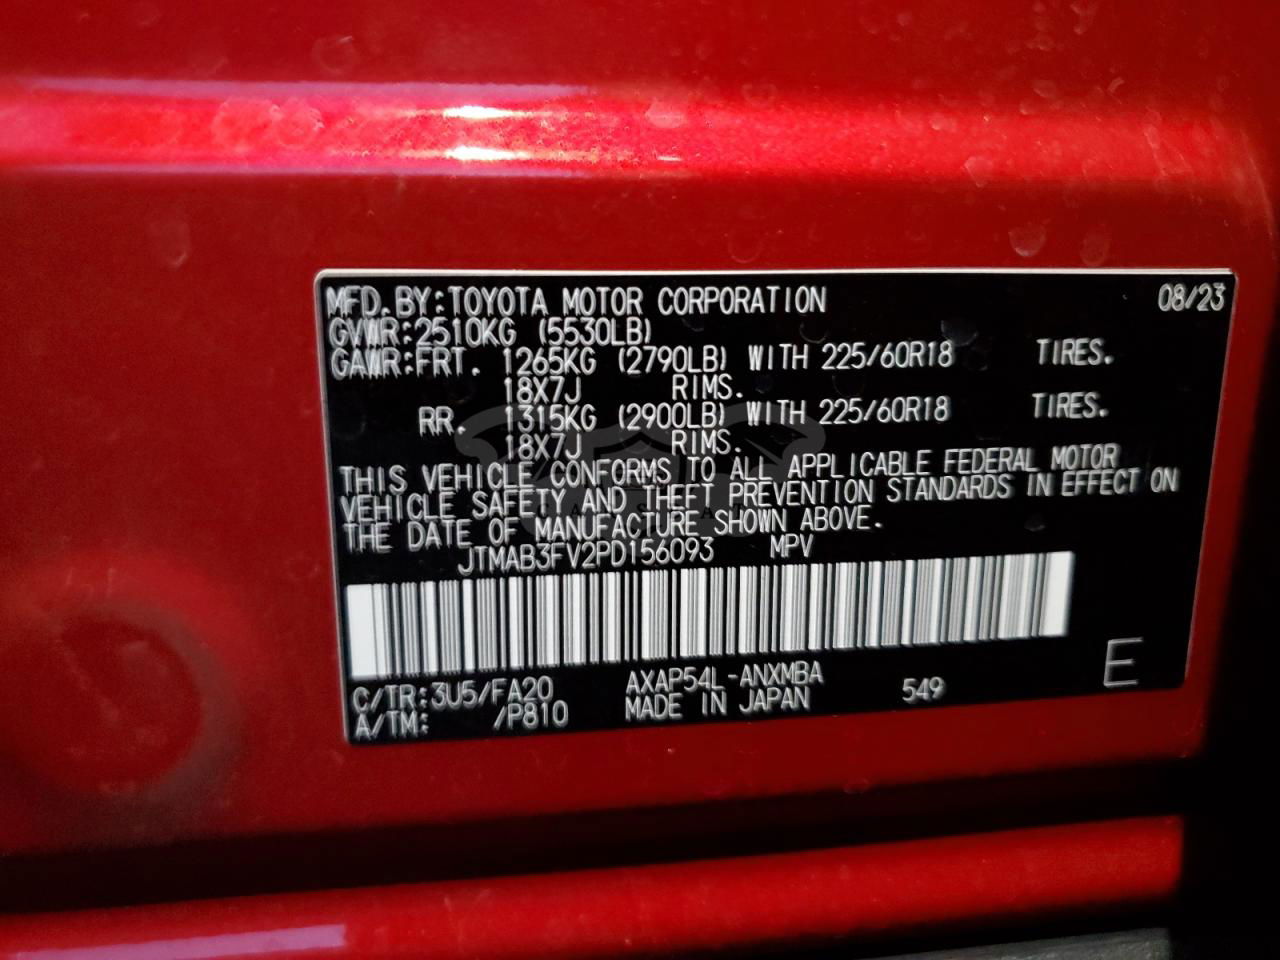 MFD.BY:TOYOTA MOTOR CORPORATION 08/23
GVWR:2510KG (5530LB)
GAWR:FRT. 1265KG (2790LB) WITH 225/60R18 TIRES.
18X7J RIMS.
RR. 1315KG (2900LB) WITH 225/60R18 TIRES.
18X7J RIMS.
THIS VEHICLE CONFORMS TO ALL APPLICABLE FEDERAL MOTOR
VEHICLE SAFETY AND THEFT PREVENTION STANDARDS IN EFFECT ON
THE DATE OF MANUFACTURE SHOWN ABOVE.
JTMAB3FV2PD156093 MPV
C/TR:3U5/FA20 AXAP54L-ANXMBA 549 E
A/TM: /P810 MADE IN JAPAN